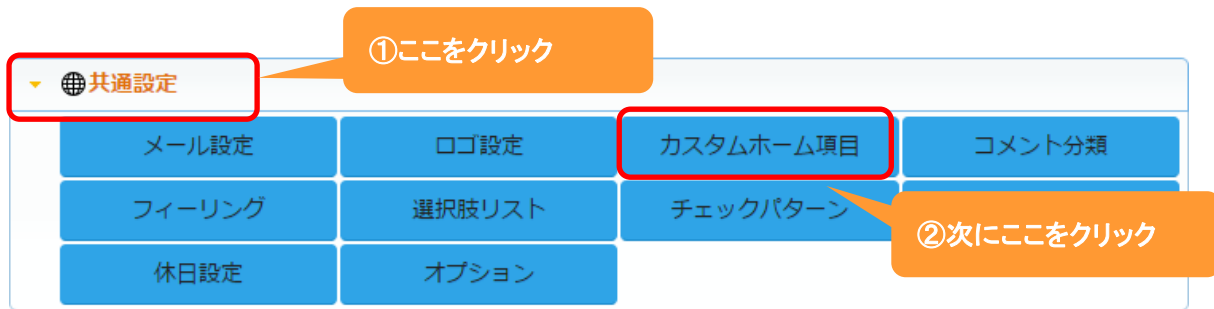 ①ここをクリック
共通設定
メール設定 ロゴ設定 カスタムホーム項目 コメント分類
フィーリング 選択肢リスト チェックパターン
②次にここをクリック
休日設定 オプション